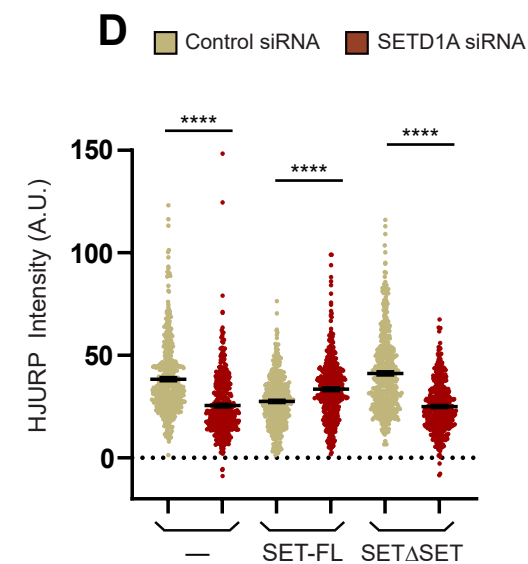 D
Control siRNA
SETD1A siRNA
****
****
****
HJURP Intensity (A.U.)
150
100
50
0
—
SET-FL
SETΔSET